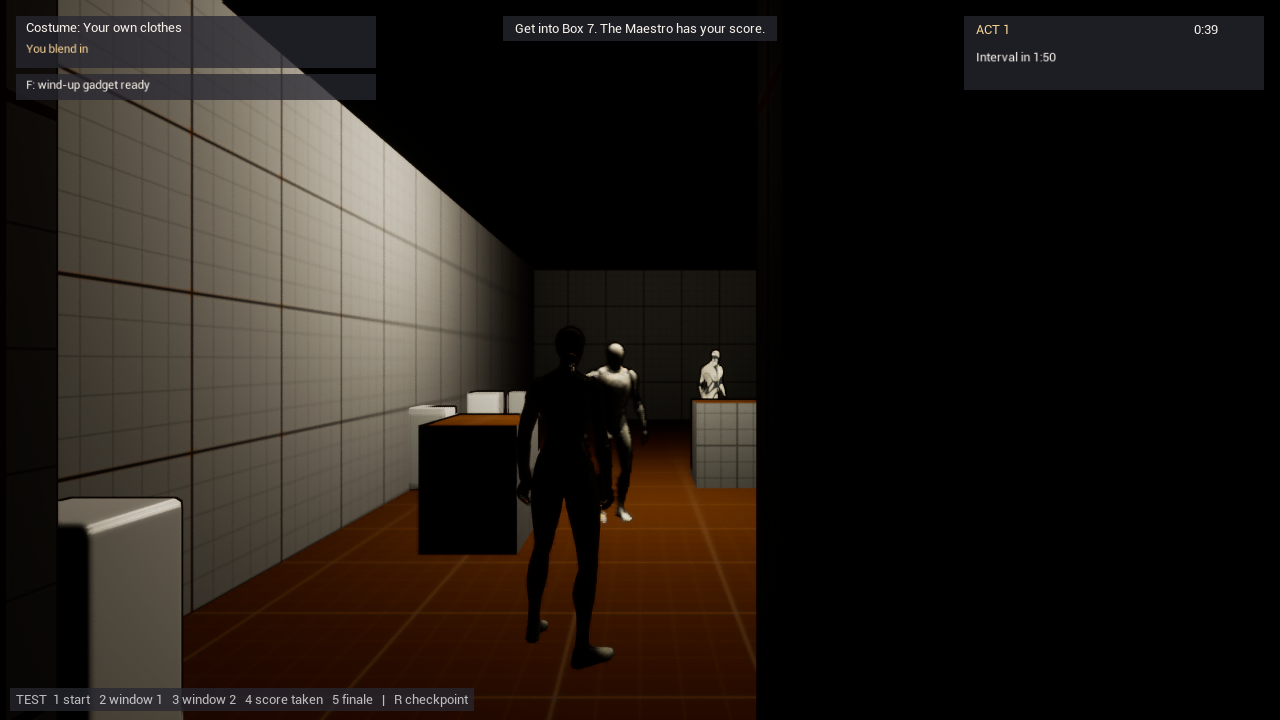 Costume: Your own clothes
You blend in
F: wind-up gadget ready
Get into Box 7. The Maestro has your score.
ACT 1 0:39
Interval in 1:50
TEST 1 start 2 window 1 3 window 2 4 score taken 5 finale | R checkpoint